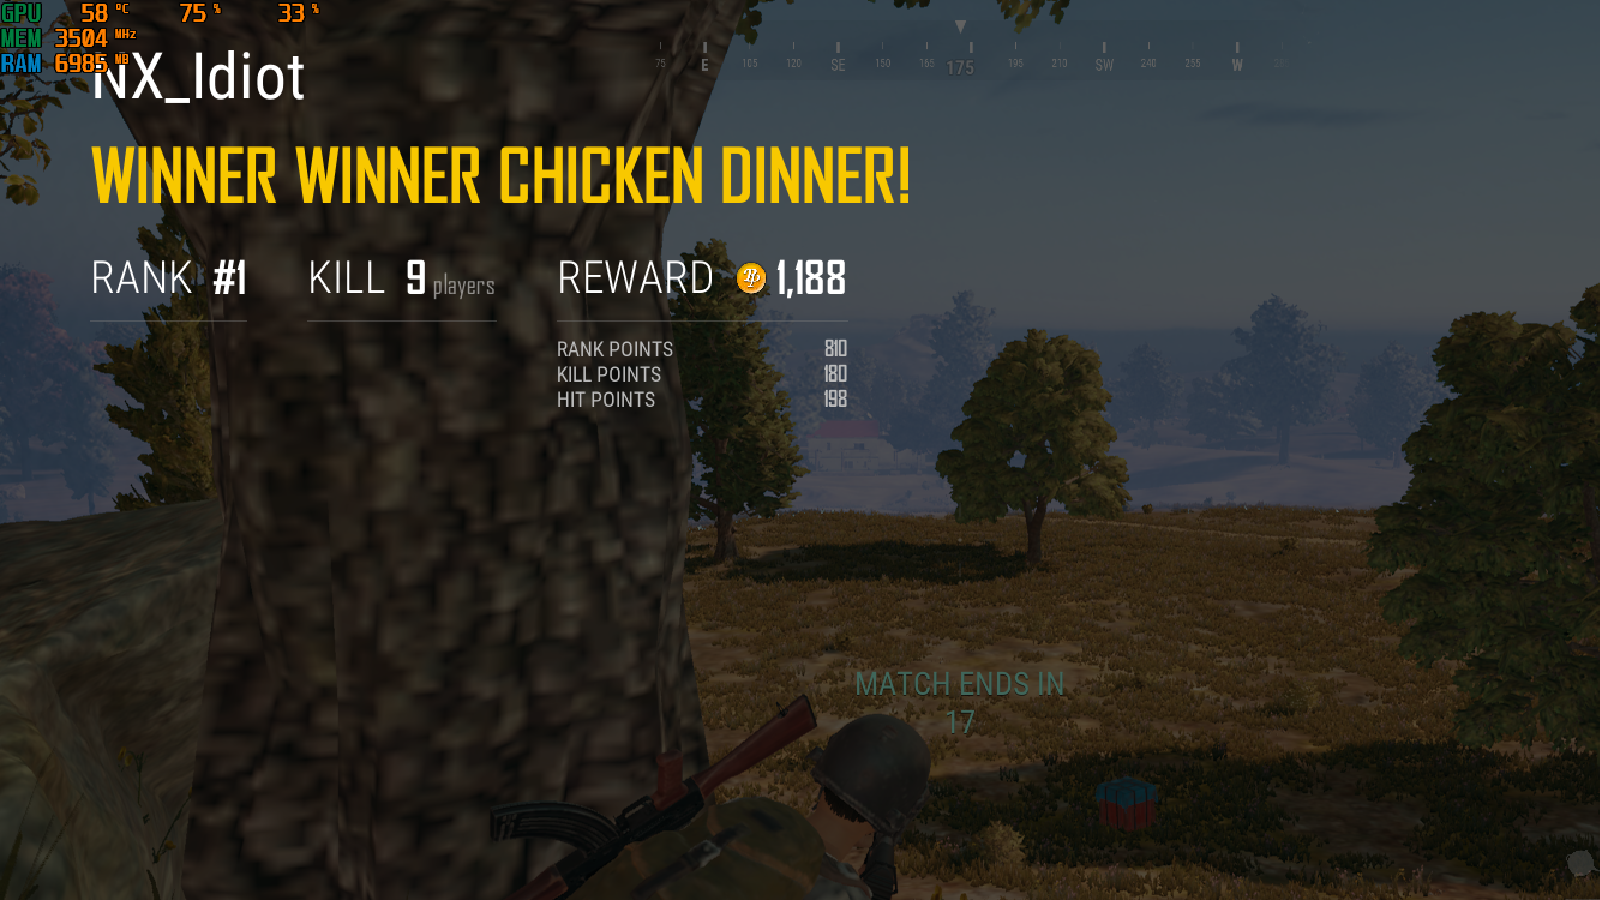 GPU 58 °C 75 % 33 %
MEM 3504 MHz
RAM 6985 MB
NX_Idiot
75 E 105 120 SE 150 165 175 195 210 SW 240 255 W
WINNER WINNER CHICKEN DINNER!
RANK #1 KILL 9 players REWARD 1,188
RANK POINTS 810
KILL POINTS 180
HIT POINTS 198
MATCH ENDS IN
17